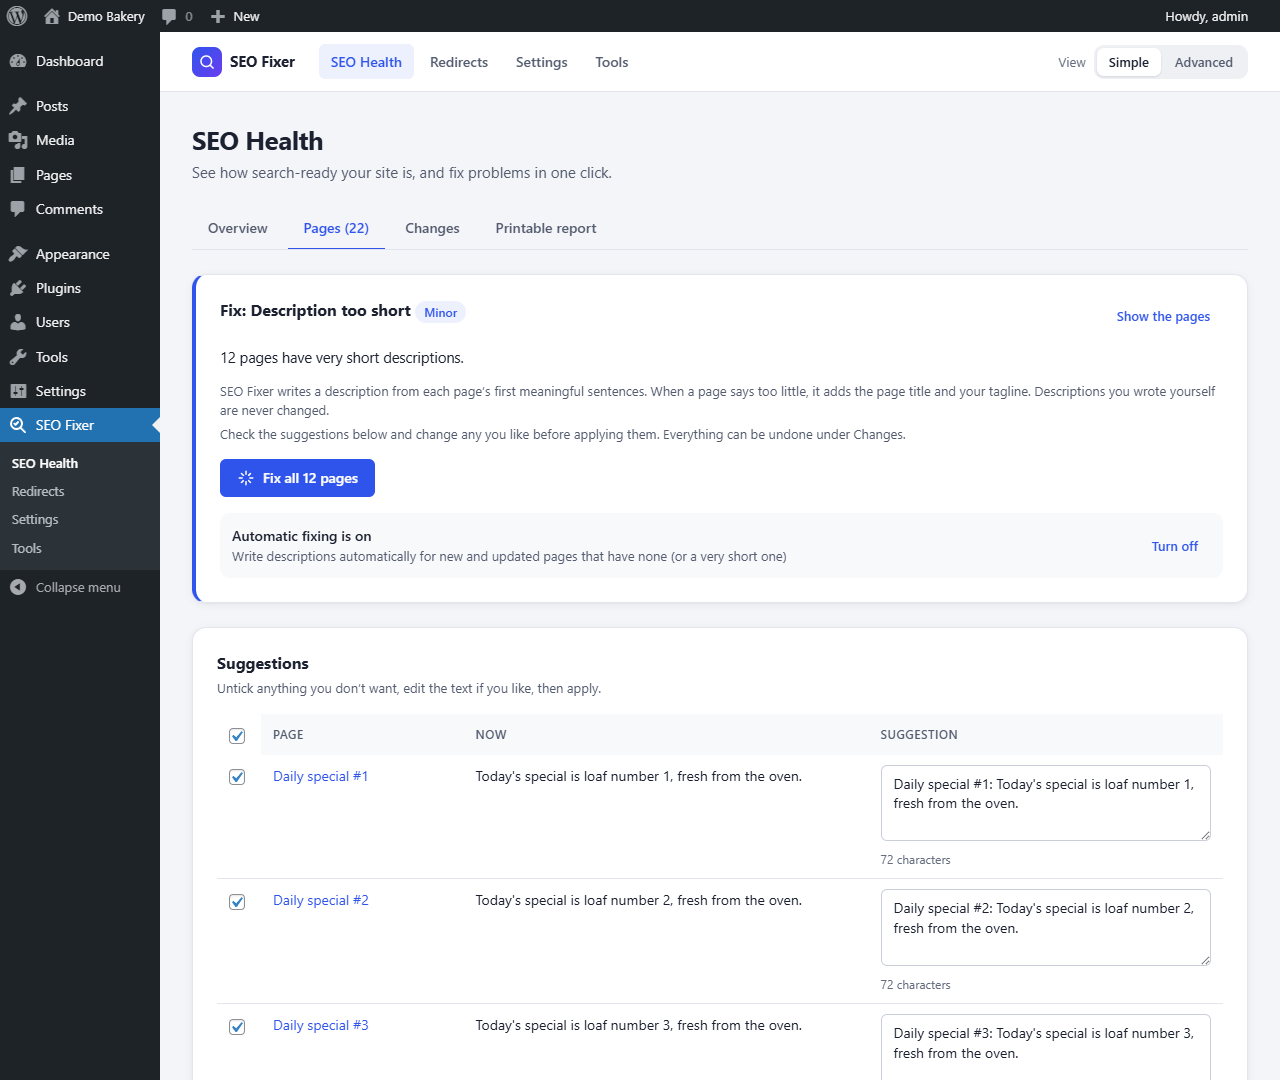 Demo Bakery 0 New Howdy, admin
Dashboard
Posts
Media
Pages
Comments
Appearance
Plugins
Users
Tools
Settings
SEO Fixer
SEO Health
Redirects
Settings
Tools
Collapse menu
SEO Fixer SEO Health Redirects Settings Tools View Simple Advanced
SEO Health
See how search-ready your site is, and fix problems in one click.
Overview Pages (22) Changes Printable report
Fix: Description too short Minor
Show the pages
12 pages have very short descriptions.
SEO Fixer writes a description from each page's first meaningful sentences. When a page says too little, it adds the page title and your tagline. Descriptions you wrote yourself
are never changed.
Check the suggestions below and change any you like before applying them. Everything can be undone under Changes.
Fix all 12 pages
Automatic fixing is on
Write descriptions automatically for new and updated pages that have none (or a very short one)
Turn off
Suggestions
Untick anything you don't want, edit the text if you like, then apply.
PAGE NOW SUGGESTION
Daily special #1 Today's special is loaf number 1, fresh from the oven. Daily special #1: Today's special is loaf number 1,
fresh from the oven.
72 characters
Daily special #2 Today's special is loaf number 2, fresh from the oven. Daily special #2: Today's special is loaf number 2,
fresh from the oven.
72 characters
Daily special #3 Today's special is loaf number 3, fresh from the oven. Daily special #3: Today's special is loaf number 3,
fresh from the oven.